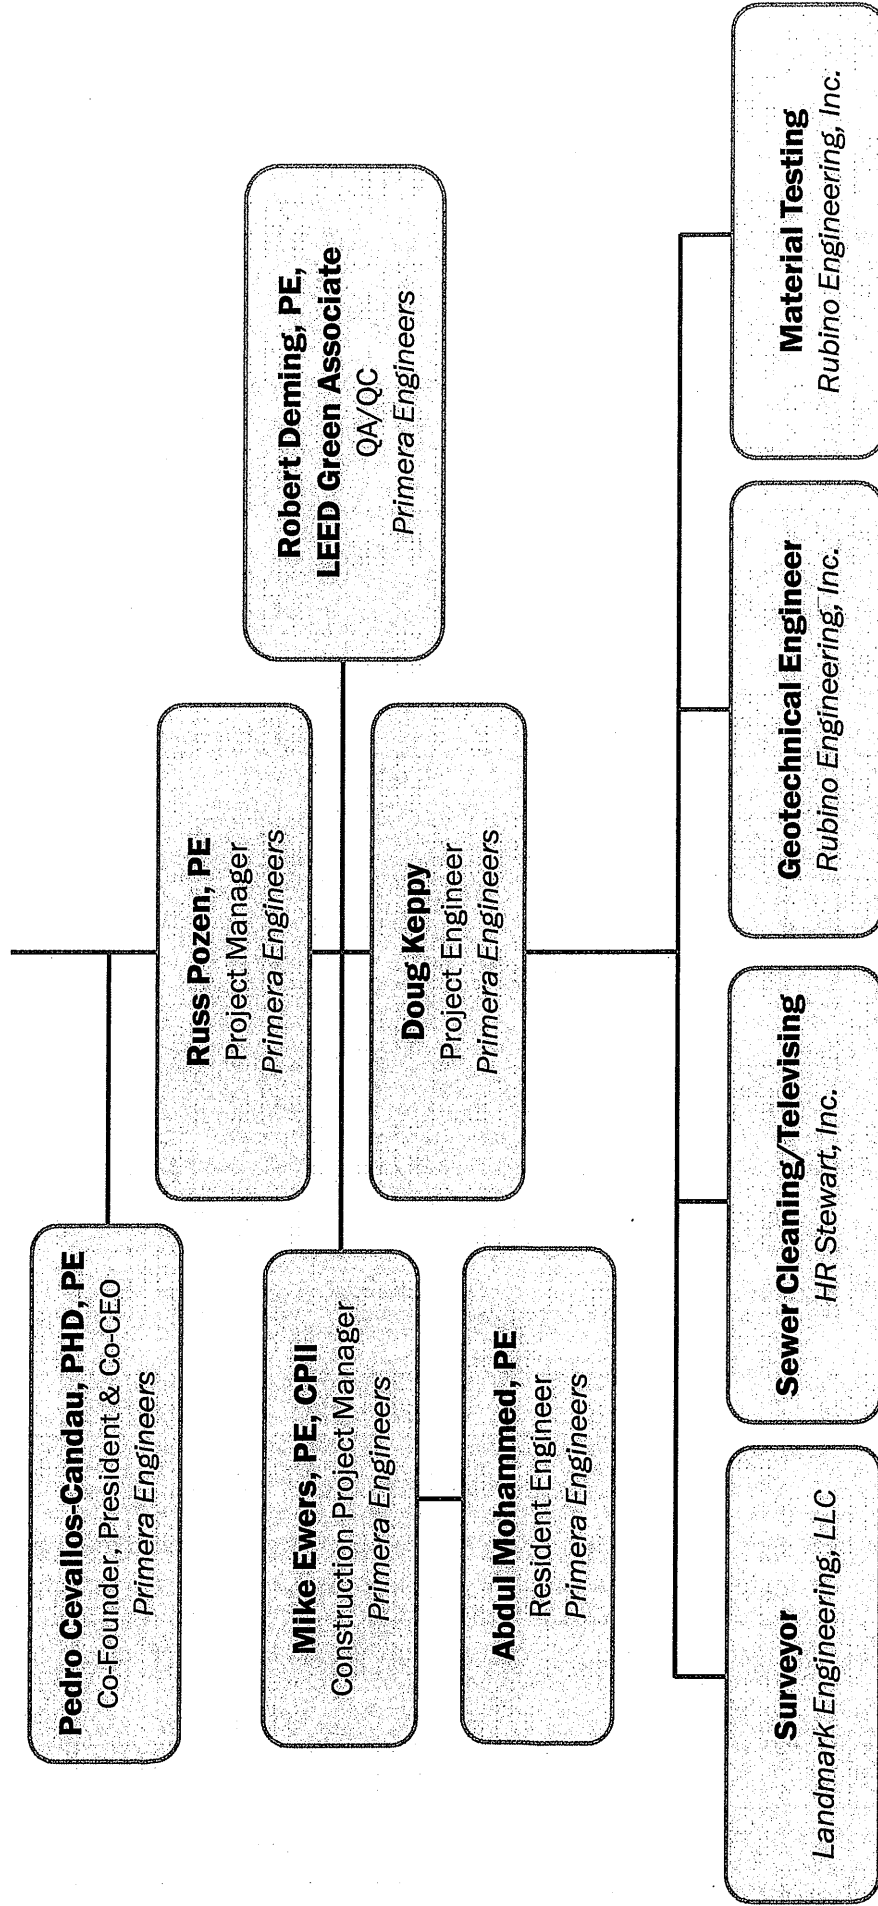 Pedro Cevallos-Candau, PHD, PE
Co-Founder, President & Co-CEO
Primera Engineers
Russ Pozen, PE
Project Manager
Primera Engineers
Mike Ewers, PE, CPII
Construction Project Manager
Primera Engineers
Robert Deming, PE,
LEED Green Associate
QA/QC
Primera Engineers
Doug Keppy
Project Engineer
Primera Engineers
Abdul Mohammed, PE
Resident Engineer
Primera Engineers
Surveyor
Landmark Engineering, LLC
Sewer Cleaning/Televising
HR Stewart, Inc.
Geotechnical Engineer
Rubino Engineering, Inc.
Material Testing
Rubino Engineering, Inc.